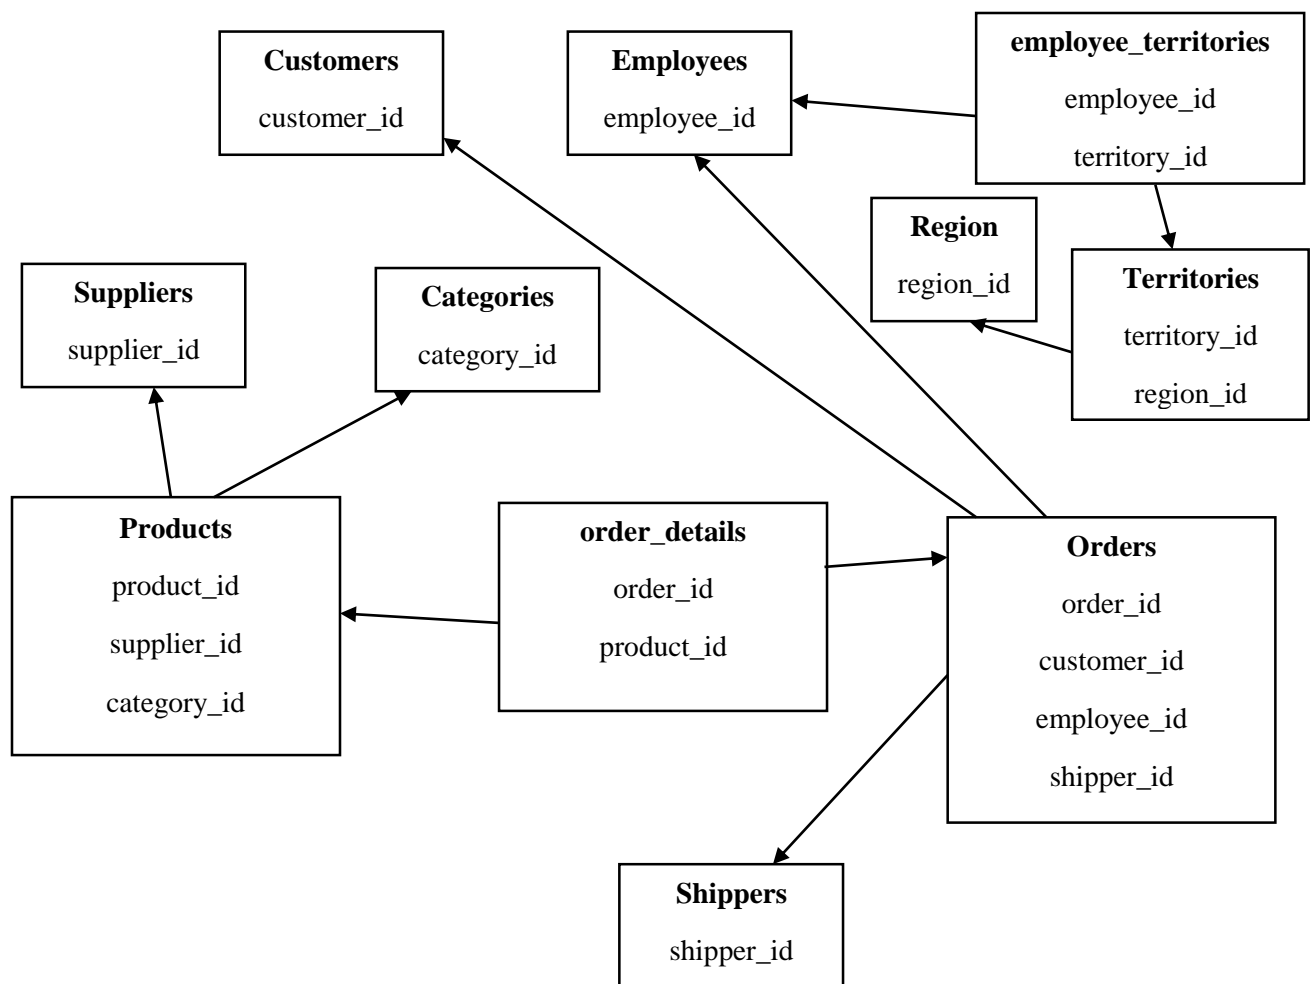 Customers
customer_id
Employees
employee_id
employee_territories
employee_id
territory_id
Region
region_id
Territories
territory_id
region_id
Suppliers
supplier_id
Categories
category_id
Products
product_id
supplier_id
category_id
order_details
order_id
product_id
Orders
order_id
customer_id
employee_id
shipper_id
Shippers
shipper_id